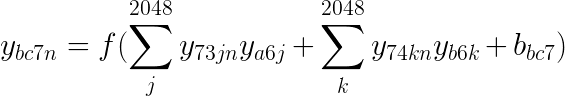 y_{bc7n} = f(\sum_{j}^{2048} y_{73jn} y_{a6j} + \sum_{k}^{2048} y_{74kn} y_{b6k} + b_{bc7})